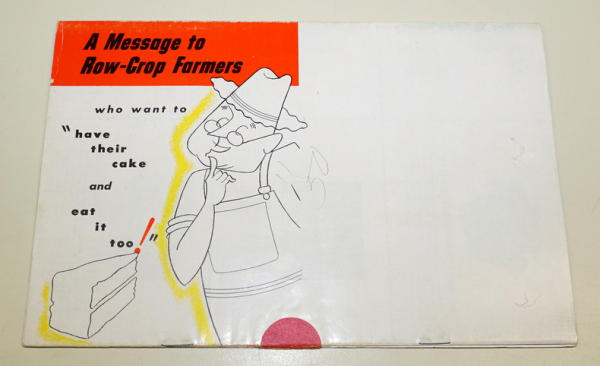 A Message to
Row-Crop Farmers
who want to
"have
their
cake
and
eat
it
too!"